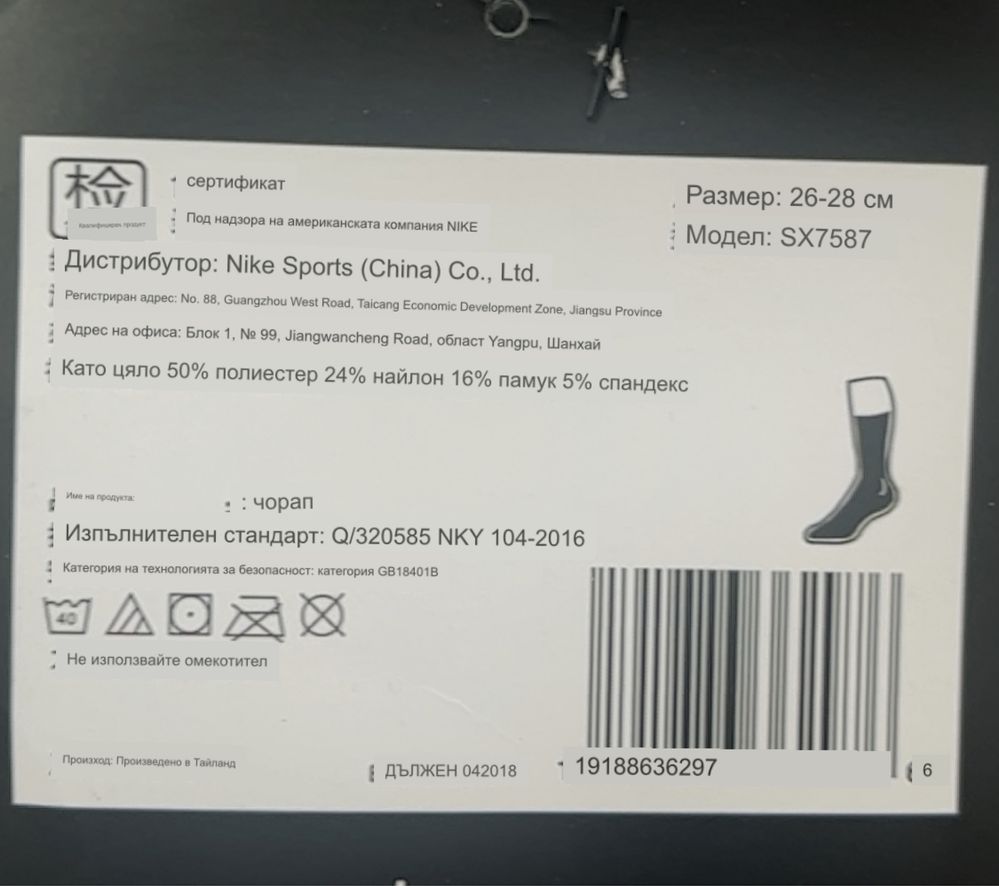 检
сертификат
Размер: 26-28 см
Квалифициран продукт
Под надзора на американската компания NIKE
Модел: SX7587
Дистрибутор: Nike Sports (China) Co., Ltd.
Регистриран адрес: No. 88, Guangzhou West Road, Taicang Economic Development Zone, Jiangsu Province
Адрес на офиса: Блок 1, № 99, Jiangwancheng Road, област Yangpu, Шанхай
Като цяло 50% полиестер 24% найлон 16% памук 5% спандекс
Име на продукта: : чорап
Изпълнителен стандарт: Q/320585 NKY 104-2016
Категория на технологията за безопасност: категория GB18401B
40
Не използвайте омекотител
Произход: Произведено в Тайланд
ДЪЛЖЕН 042018
19188636297
6